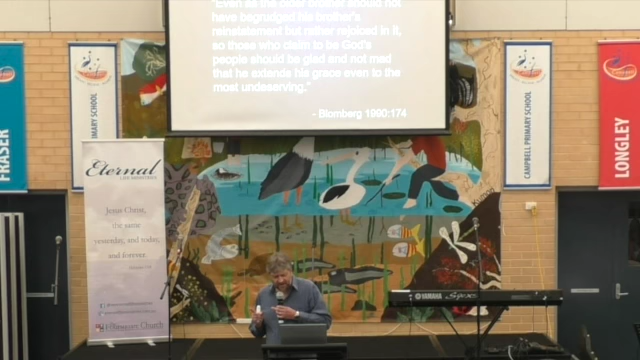 "Even as the older brother should not
have begrudged his brother's
reinstatement but rather rejoiced in it,
so those who claim to be God's
people should be glad and not mad
that he extends his grace even to the
most undeserving."
- Blomberg 1990:174
FRASER
IMARY SCHOOL
CAMPBELL PRIMARY SCHOOL
LONGLEY
Eternal
Jesus Christ,
the same
yesterday, and today,
and forever.
Church
YAMAHA